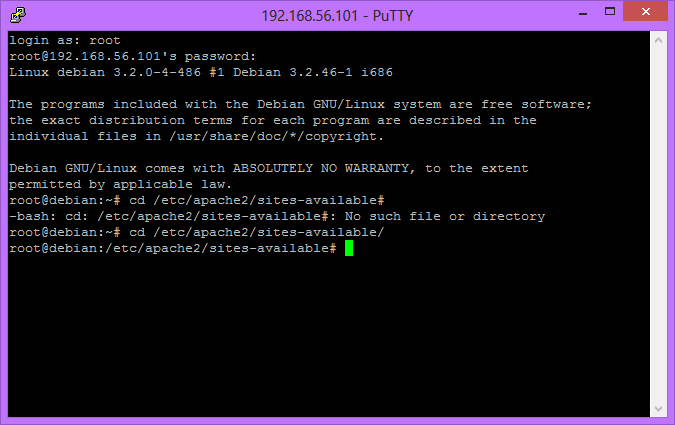 192.168.56.101 - PuTTY
login as: root
root@192.168.56.101's password:
Linux debian 3.2.0-4-486 #1 Debian 3.2.46-1 i686
The programs included with the Debian GNU/Linux system are free software;
the exact distribution terms for each program are described in the
individual files in /usr/share/doc/*/copyright.
Debian GNU/Linux comes with ABSOLUTELY NO WARRANTY, to the extent
permitted by applicable law.
root@debian:~# cd /etc/apache2/sites-available#
-bash: cd: /etc/apache2/sites-available#: No such file or directory
root@debian:~# cd /etc/apache2/sites-available/
root@debian:/etc/apache2/sites-available#